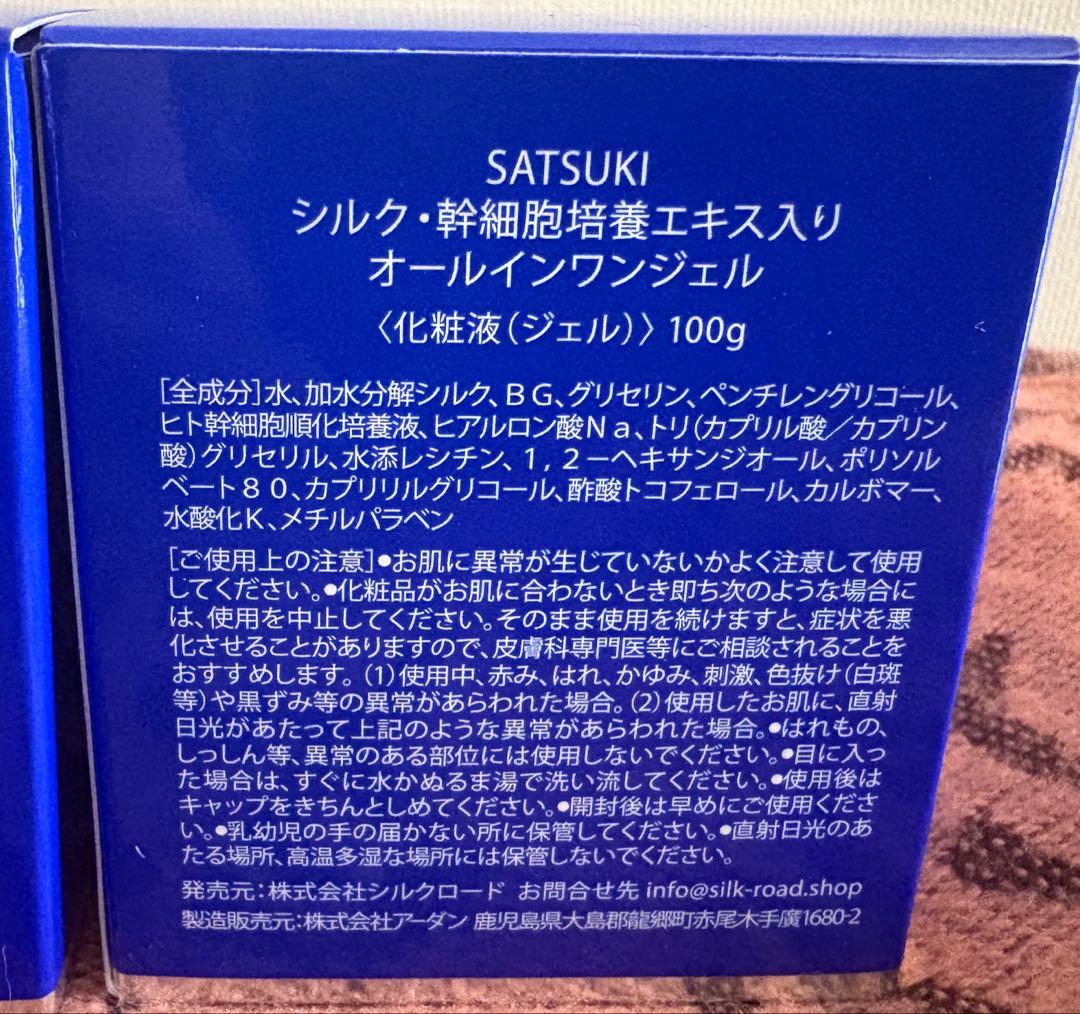 SATSUKI
シルク・幹細胞培養エキス入り
オールインワンジェル
〈化粧液（ジェル）〉100g
[全成分]水、加水分解シルク、ＢＧ、グリセリン、ペンチレングリコール、
ヒト幹細胞順化培養液、ヒアルロン酸Ｎａ、トリ（カプリル酸／カプリン
酸）グリセリル、水添レシチン、１，２－ヘキサンジオール、ポリソル
ベート８０、カプリリルグリコール、酢酸トコフェロール、カルボマー、
水酸化Ｋ、メチルパラベン
[ご使用上の注意]●お肌に異常が生じていないかよく注意して使用
してください。●化粧品がお肌に合わないとき即ち次のような場合に
は、使用を中止してください。そのまま使用を続けますと、症状を悪
化させることがありますので、皮膚科専門医等にご相談されることを
おすすめします。（1）使用中、赤み、はれ、かゆみ、刺激、色抜け（白斑
等）や黒ずみ等の異常があらわれた場合。（2）使用したお肌に、直射
日光があたって上記のような異常があらわれた場合。●はれもの、
しっしん等、異常のある部位には使用しないでください。●目に入っ
た場合は、すぐに水かぬるま湯で洗い流してください。●使用後は
キャップをきちんとしめてください。●開封後は早めにご使用くださ
い。●乳幼児の手の届かない所に保管してください。●直射日光のあ
たる場所、高温多湿な場所には保管しないでください。
発売元：株式会社シルクロード お問合せ先 info@silk-road.shop
製造販売元：株式会社アーダン 鹿児島県大島郡龍郷町赤尾木手廣1680-2